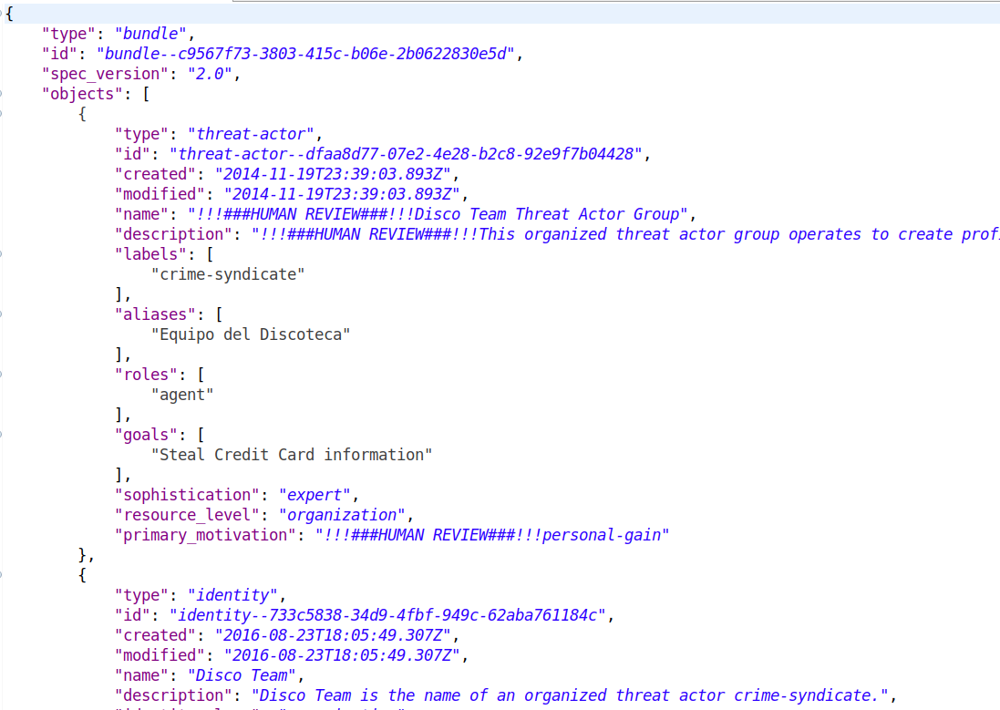 {
    "type": "bundle",
    "id": "bundle--c9567f73-3803-415c-b06e-2b0622830e5d",
    "spec_version": "2.0",
    "objects": [
        {
            "type": "threat-actor",
            "id": "threat-actor--dfaa8d77-07e2-4e28-b2c8-92e9f7b04428",
            "created": "2014-11-19T23:39:03.893Z",
            "modified": "2014-11-19T23:39:03.893Z",
            "name": "!!!###HUMAN REVIEW###!!!Disco Team Threat Actor Group",
            "description": "!!!###HUMAN REVIEW###!!!This organized threat actor group operates to create
            "labels": [
                "crime-syndicate"
            ],
            "aliases": [
                "Equipo del Discoteca"
            ],
            "roles": [
                "agent"
            ],
            "goals": [
                "Steal Credit Card information"
            ],
            "sophistication": "expert",
            "resource_level": "organization",
            "primary_motivation": "!!!###HUMAN REVIEW###!!!personal-gain"
        },
        {
            "type": "identity",
            "id": "identity--733c5838-34d9-4fbf-949c-62aba761184c",
            "created": "2016-08-23T18:05:49.307Z",
            "modified": "2016-08-23T18:05:49.307Z",
            "name": "Disco Team",
            "description": "Disco Team is the name of an organized threat actor crime-syndicate.",